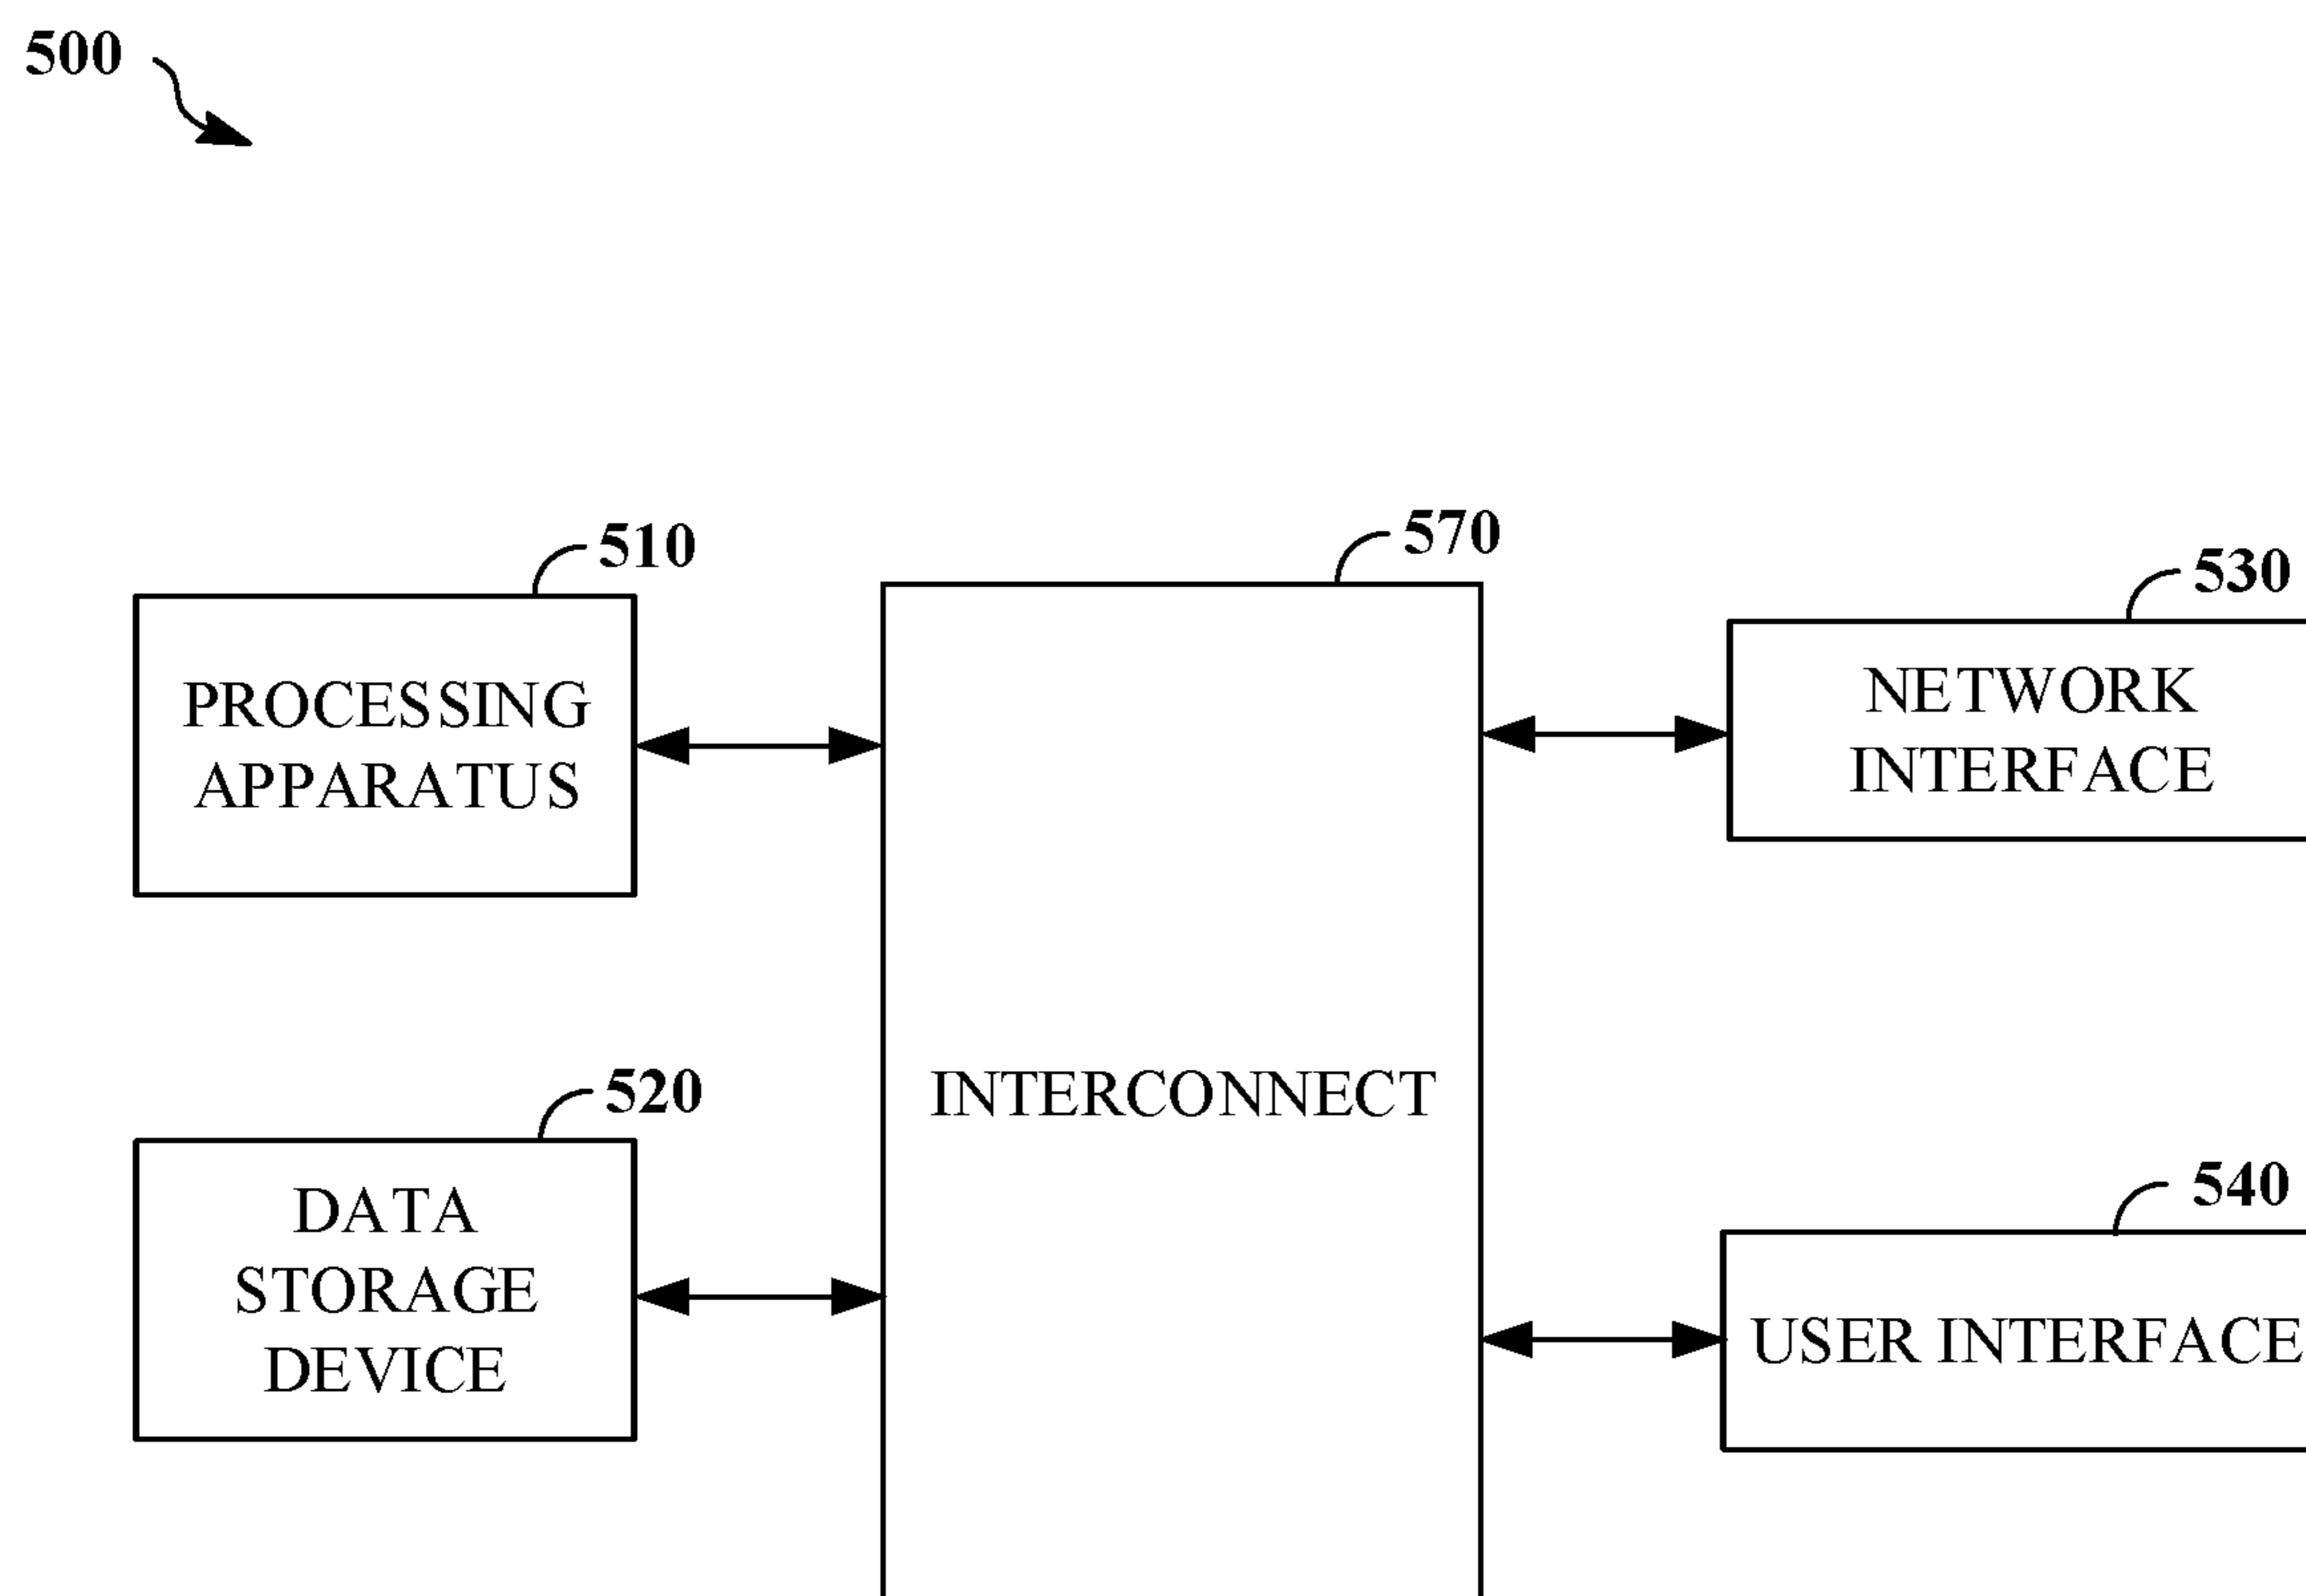 500
510
570
530
PROCESSING
APPARATUS
NETWORK
INTERFACE
520
INTERCONNECT
540
DATA
STORAGE
DEVICE
USER INTERFACE